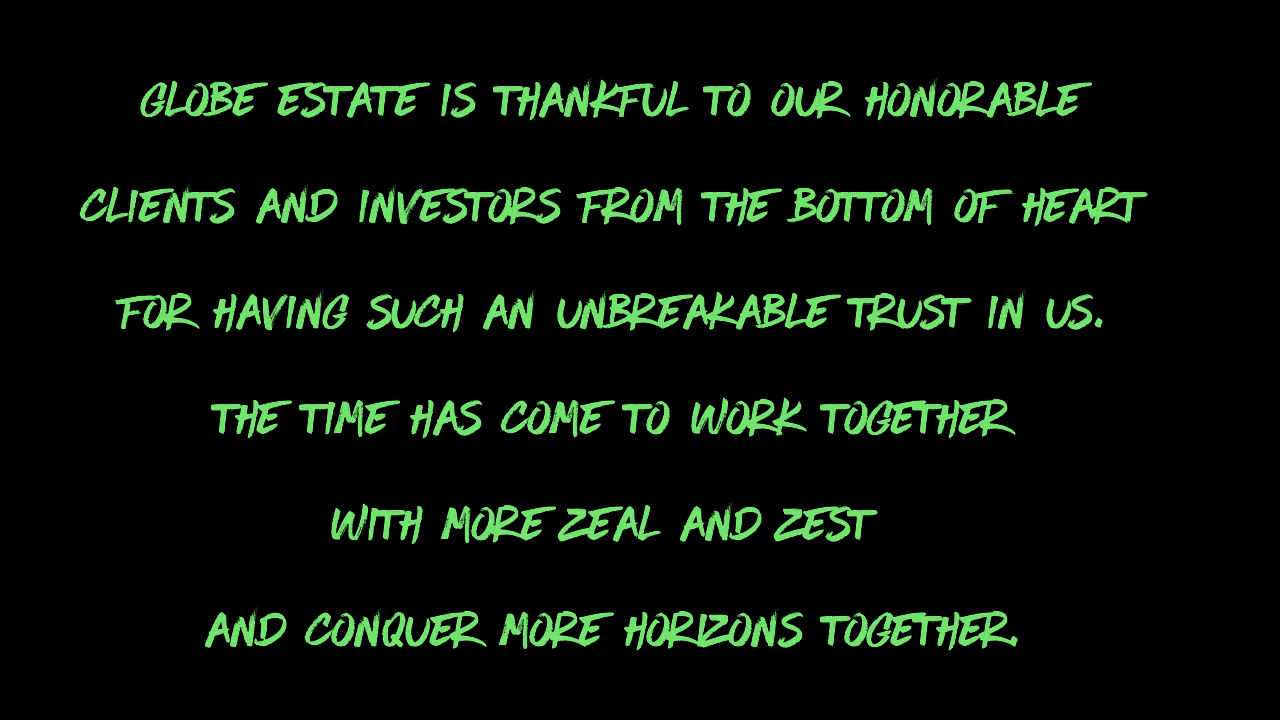 GLOBE ESTATE IS THANKFUL TO OUR HONORABLE
CLIENTS AND INVESTORS FROM THE BOTTOM OF HEART
FOR HAVING SUCH AN UNBREAKABLE TRUST IN US.
THE TIME HAS COME TO WORK TOGETHER
WITH MORE ZEAL AND ZEST
AND CONQUER MORE HORIZONS TOGETHER.